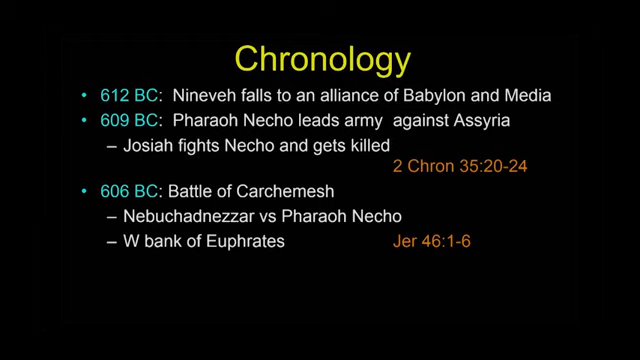 Chronology
• 612 BC: Nineveh falls to an alliance of Babylon and Media
• 609 BC: Pharaoh Necho leads army against Assyria
– Josiah fights Necho and gets killed
2 Chron 35:20-24
• 606 BC: Battle of Carchemesh
– Nebuchadnezzar vs Pharaoh Necho
– W bank of Euphrates Jer 46:1-6